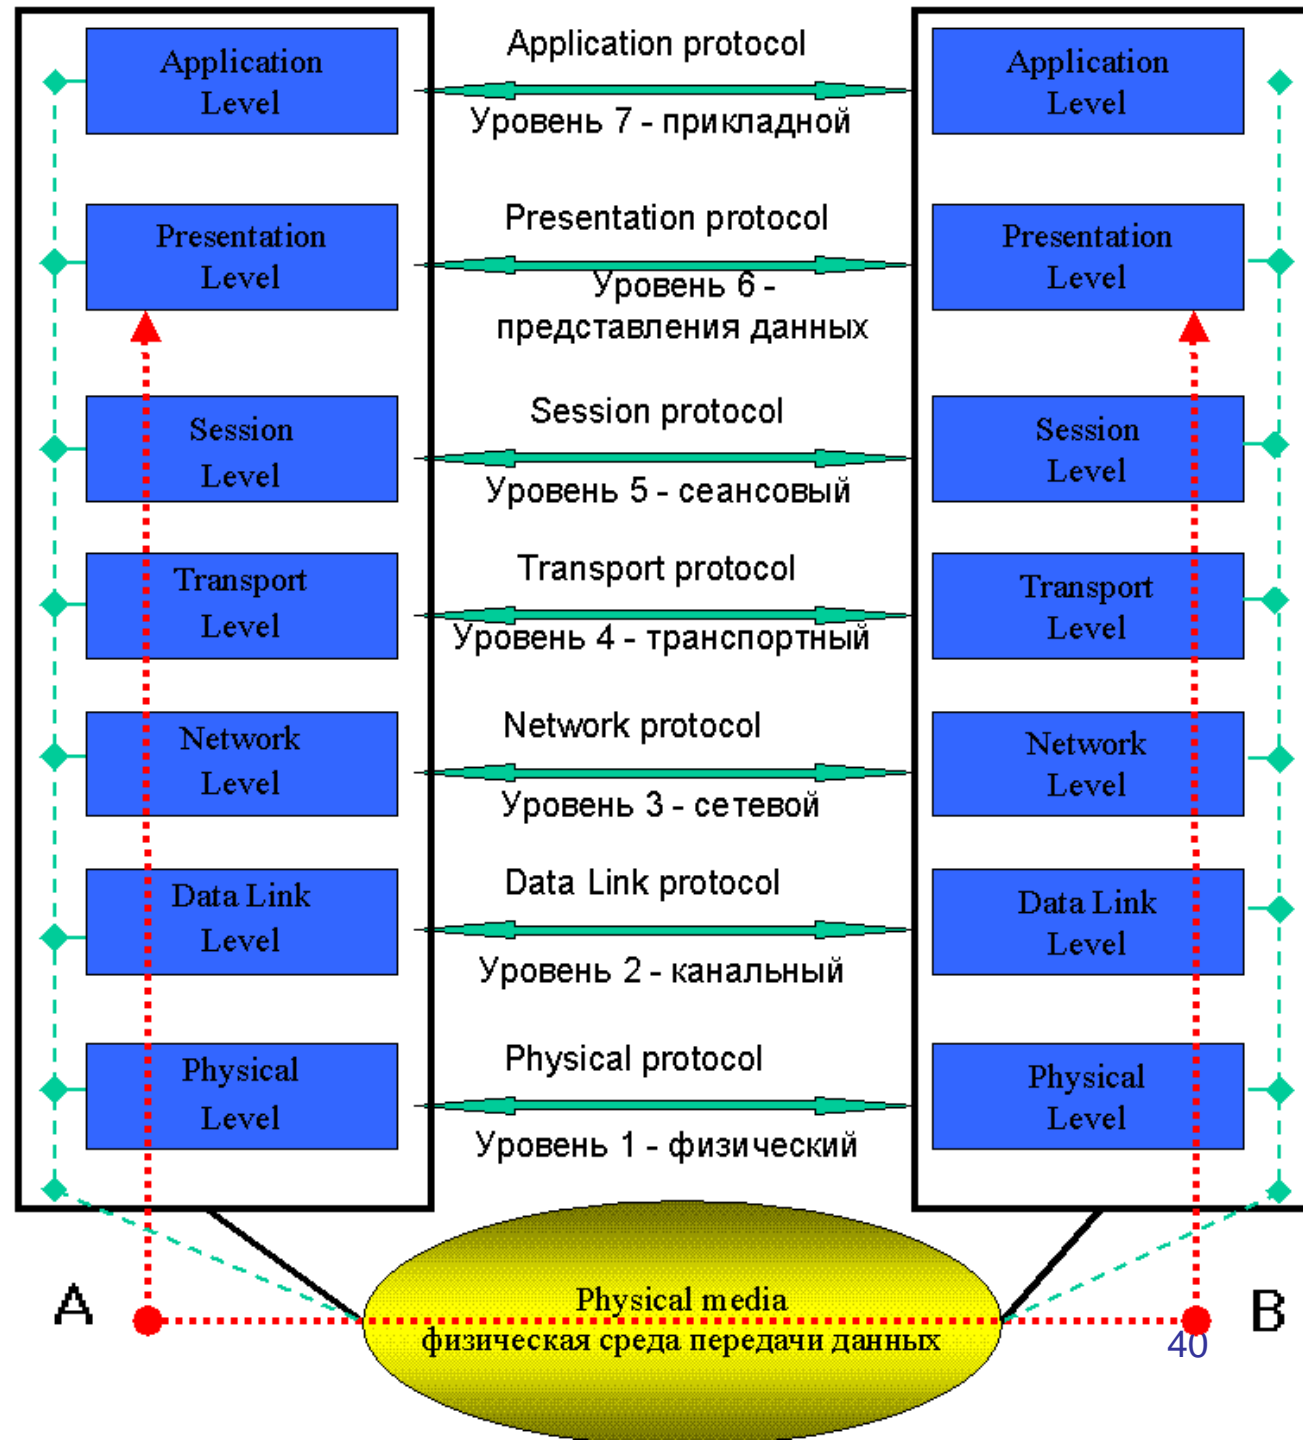 Application
Level
Application protocol
Уровень 7 - прикладной
Application
Level
Presentation
Level
Presentation protocol
Уровень 6 -
представления данных
Presentation
Level
Session
Level
Session protocol
Уровень 5 - сеансовый
Session
Level
Transport
Level
Transport protocol
Уровень 4 - транспортный
Transport
Level
Network
Level
Network protocol
Уровень 3 - сетевой
Network
Level
Data Link
Level
Data Link protocol
Уровень 2 - канальный
Data Link
Level
Physical
Level
Physical protocol
Уровень 1 - физический
Physical
Level
A
Physical media
физическая среда передачи данных
B
40